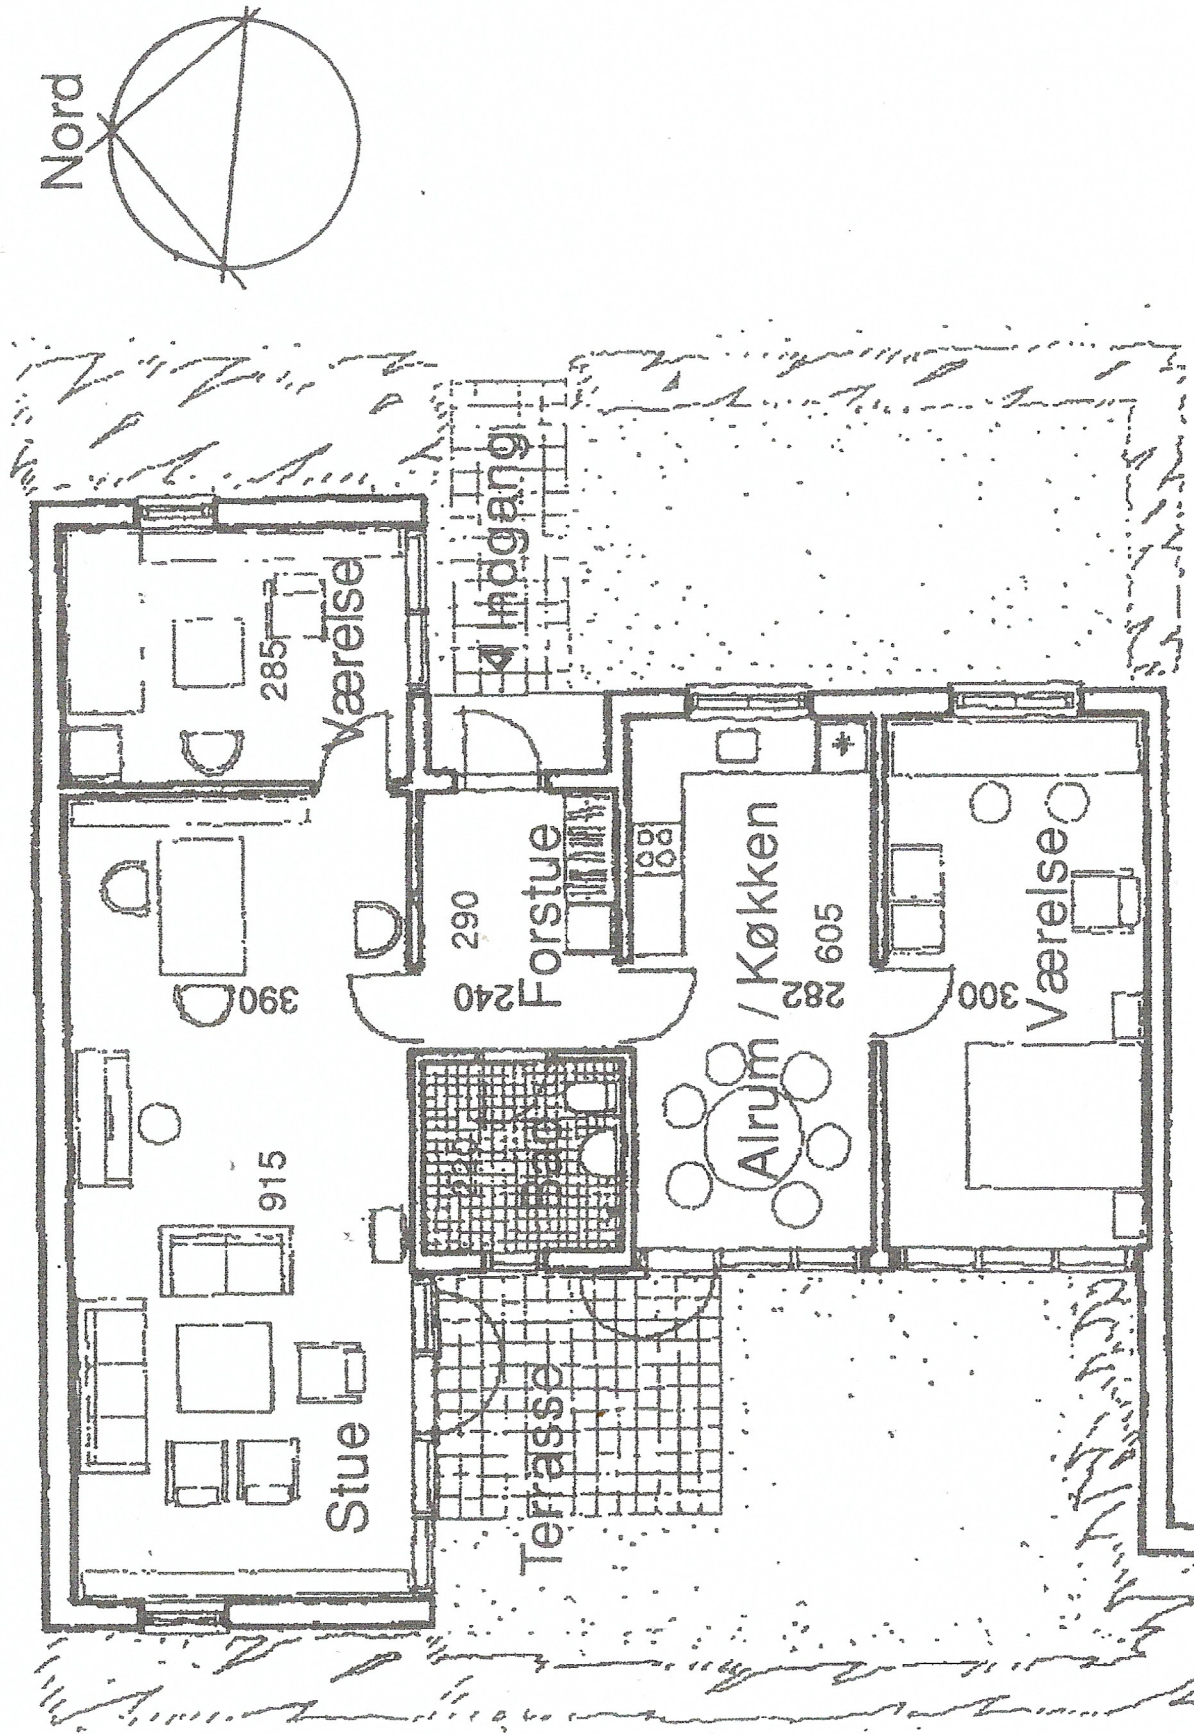 Nord
Indgang
285
Værelse
390
915
Stue
290
240
Forstue
Bad
Terrasse
Alrum / Køkken
282
605
300
Værelse